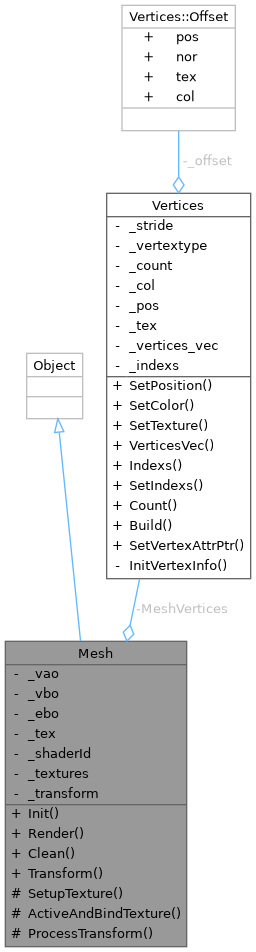 Vertices::Offset
+ pos
+ nor
+ tex
+ col
-_offset
Vertices
- _stride
- _vertextype
- _count
- _col
- _pos
- _tex
- _vertices_vec
- _indexs
+ SetPosition()
+ SetColor()
+ SetTexture()
+ VerticesVec()
+ Indexs()
+ SetIndexs()
+ Count()
+ Build()
+ SetVertexAttrPtr()
- InitVertexInfo()
Object
-MeshVertices
Mesh
- _vao
- _vbo
- _ebo
- _tex
- _shaderId
- _textures
- _transform
+ Init()
+ Render()
+ Clean()
+ Transform()
# SetupTexture()
# ActiveAndBindTexture()
# ProcessTransform()